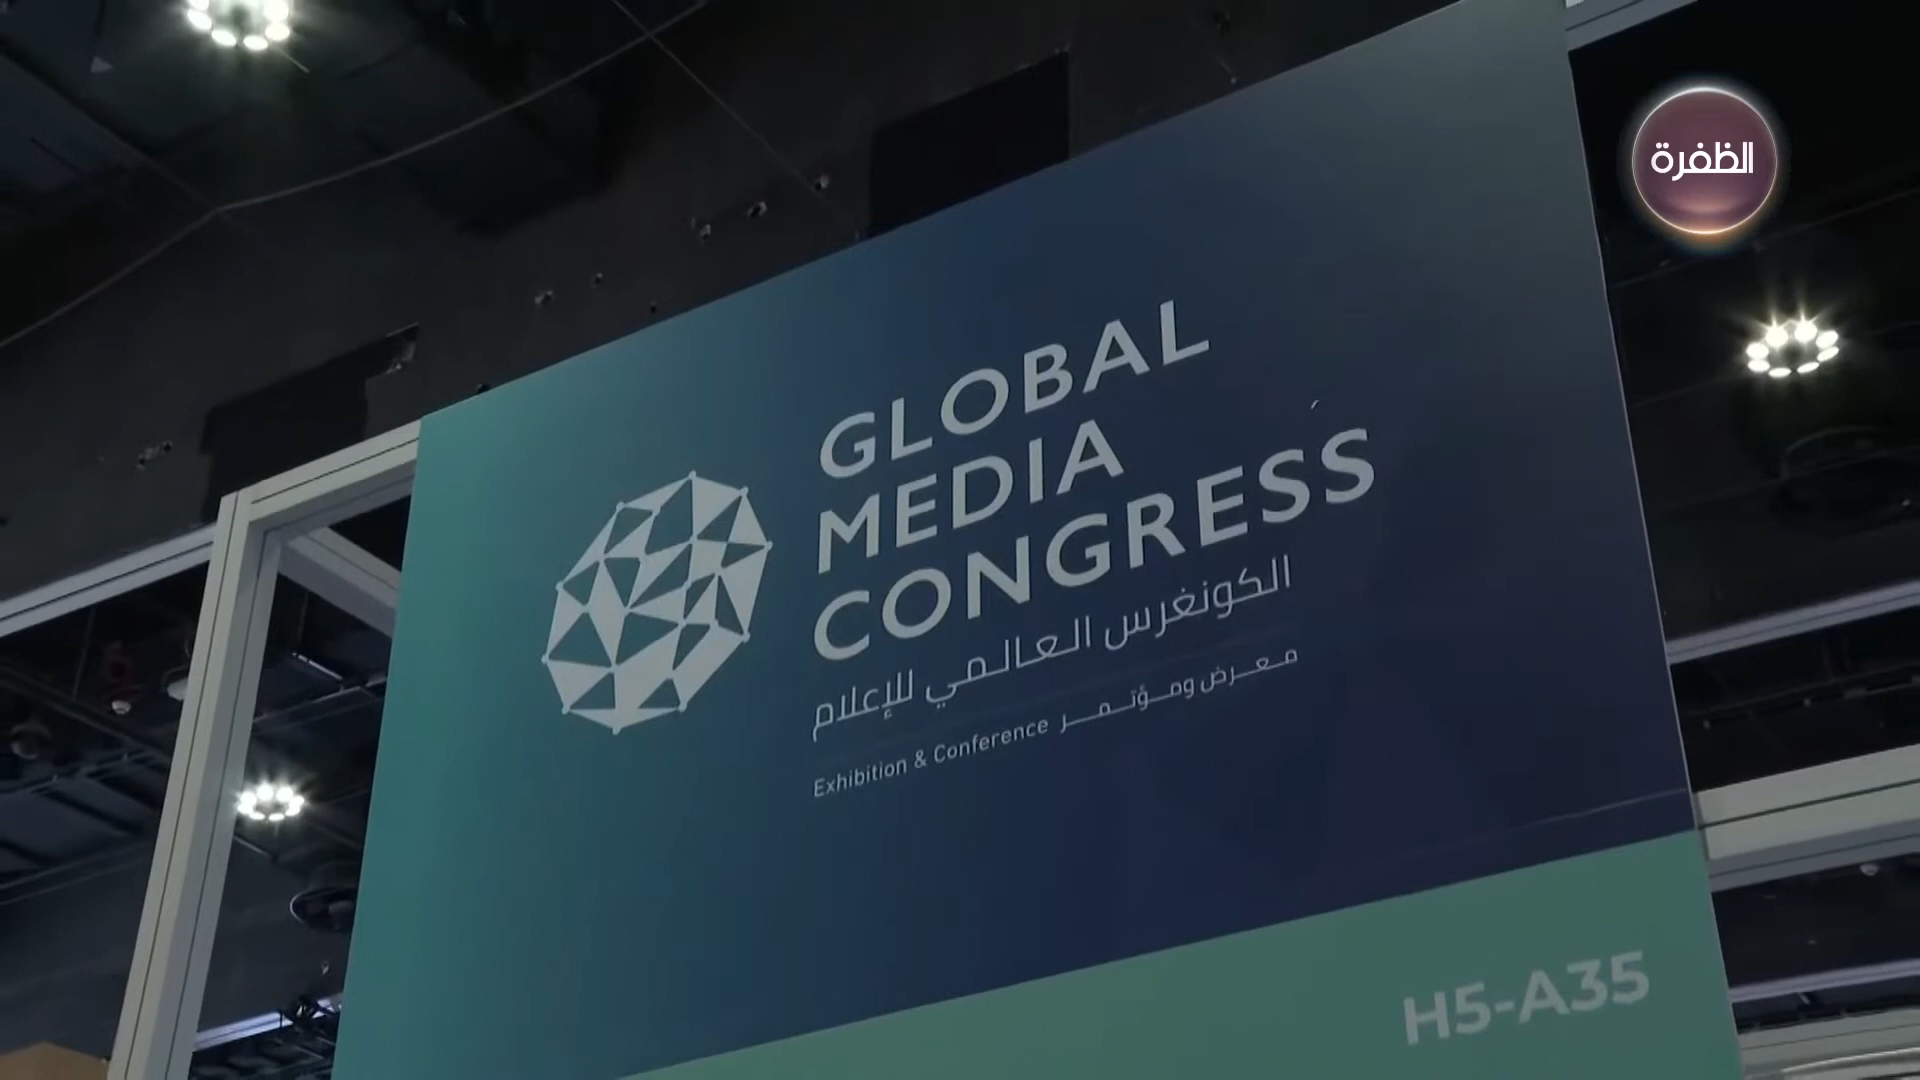 الظفرة
GLOBAL
MEDIA
CONGRESS
الكونغرس العالمي للإعلام
معرض ومؤتمر
Exhibition & Conference
H5-A35